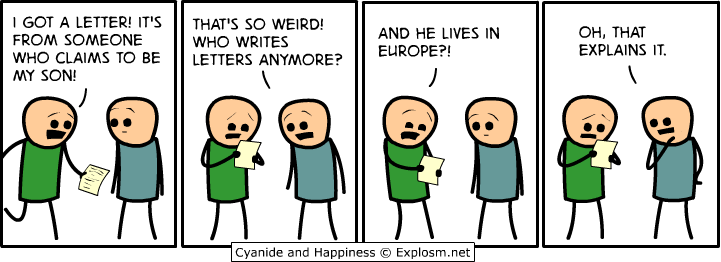 I GOT A LETTER! IT'S
FROM SOMEONE
WHO CLAIMS TO BE
MY SON!
THAT'S SO WEIRD!
WHO WRITES
LETTERS ANYMORE?
AND HE LIVES IN
EUROPE?!
OH, THAT
EXPLAINS IT.
Cyanide and Happiness © Explosm.net